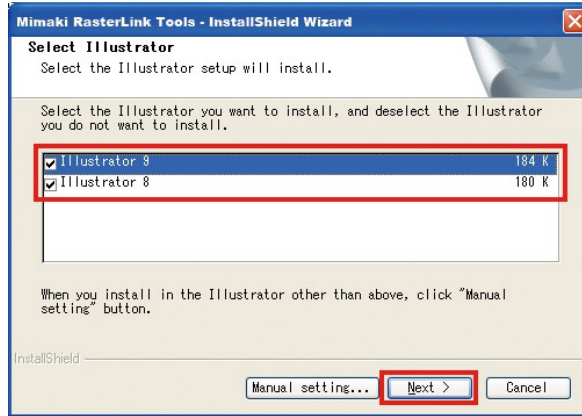 Mimaki RasterLink Tools - InstallShield Wizard
Select Illustrator
Select the Illustrator setup will install.
Select the Illustrator you want to install, and deselect the Illustrator
you do not want to install.
Illustrator 9 184 K
Illustrator 8 180 K
When you install in the Illustrator other than above, click "Manual
setting" button.
InstallShield
Manual setting... Next > Cancel